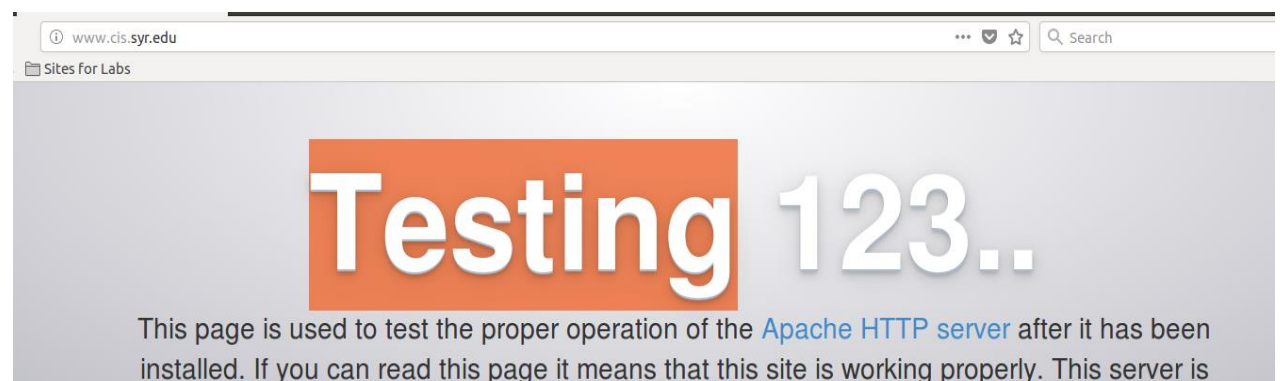 www.cis.syr.edu
Search
Sites for Labs
Testing 123..
This page is used to test the proper operation of the Apache HTTP server after it has been
installed. If you can read this page it means that this site is working properly. This server is